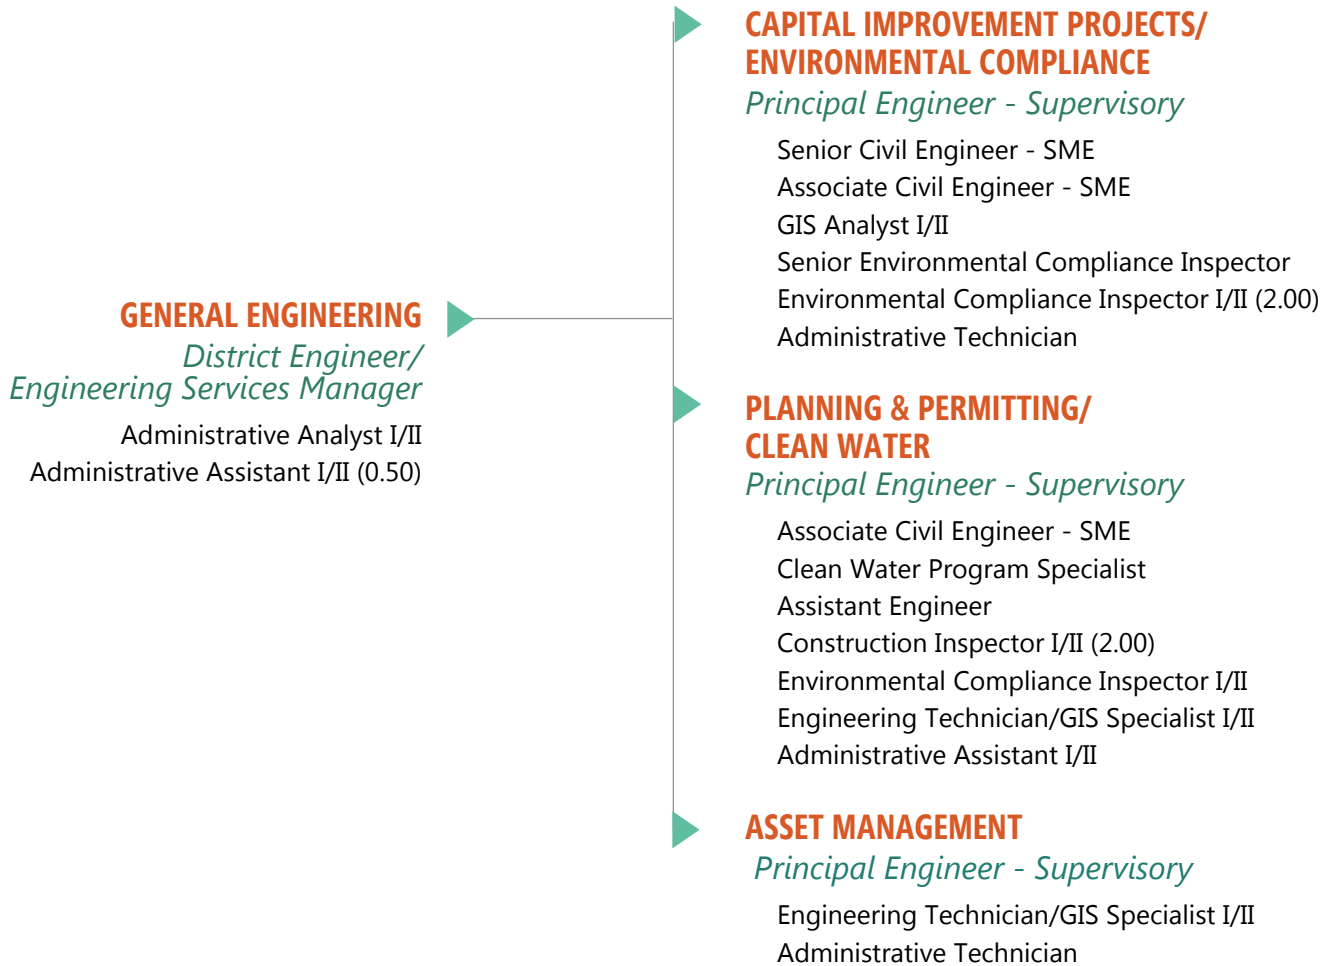 GENERAL ENGINEERING
District Engineer/
Engineering Services Manager
Administrative Analyst I/II
Administrative Assistant I/II (0.50)
CAPITAL IMPROVEMENT PROJECTS/
ENVIRONMENTAL COMPLIANCE
Principal Engineer - Supervisory
Senior Civil Engineer - SME
Associate Civil Engineer - SME
GIS Analyst I/II
Senior Environmental Compliance Inspector
Environmental Compliance Inspector I/II (2.00)
Administrative Technician
PLANNING & PERMITTING/
CLEAN WATER
Principal Engineer - Supervisory
Associate Civil Engineer - SME
Clean Water Program Specialist
Assistant Engineer
Construction Inspector I/II (2.00)
Environmental Compliance Inspector I/II
Engineering Technician/GIS Specialist I/II
Administrative Assistant I/II
ASSET MANAGEMENT
Principal Engineer - Supervisory
Engineering Technician/GIS Specialist I/II
Administrative Technician